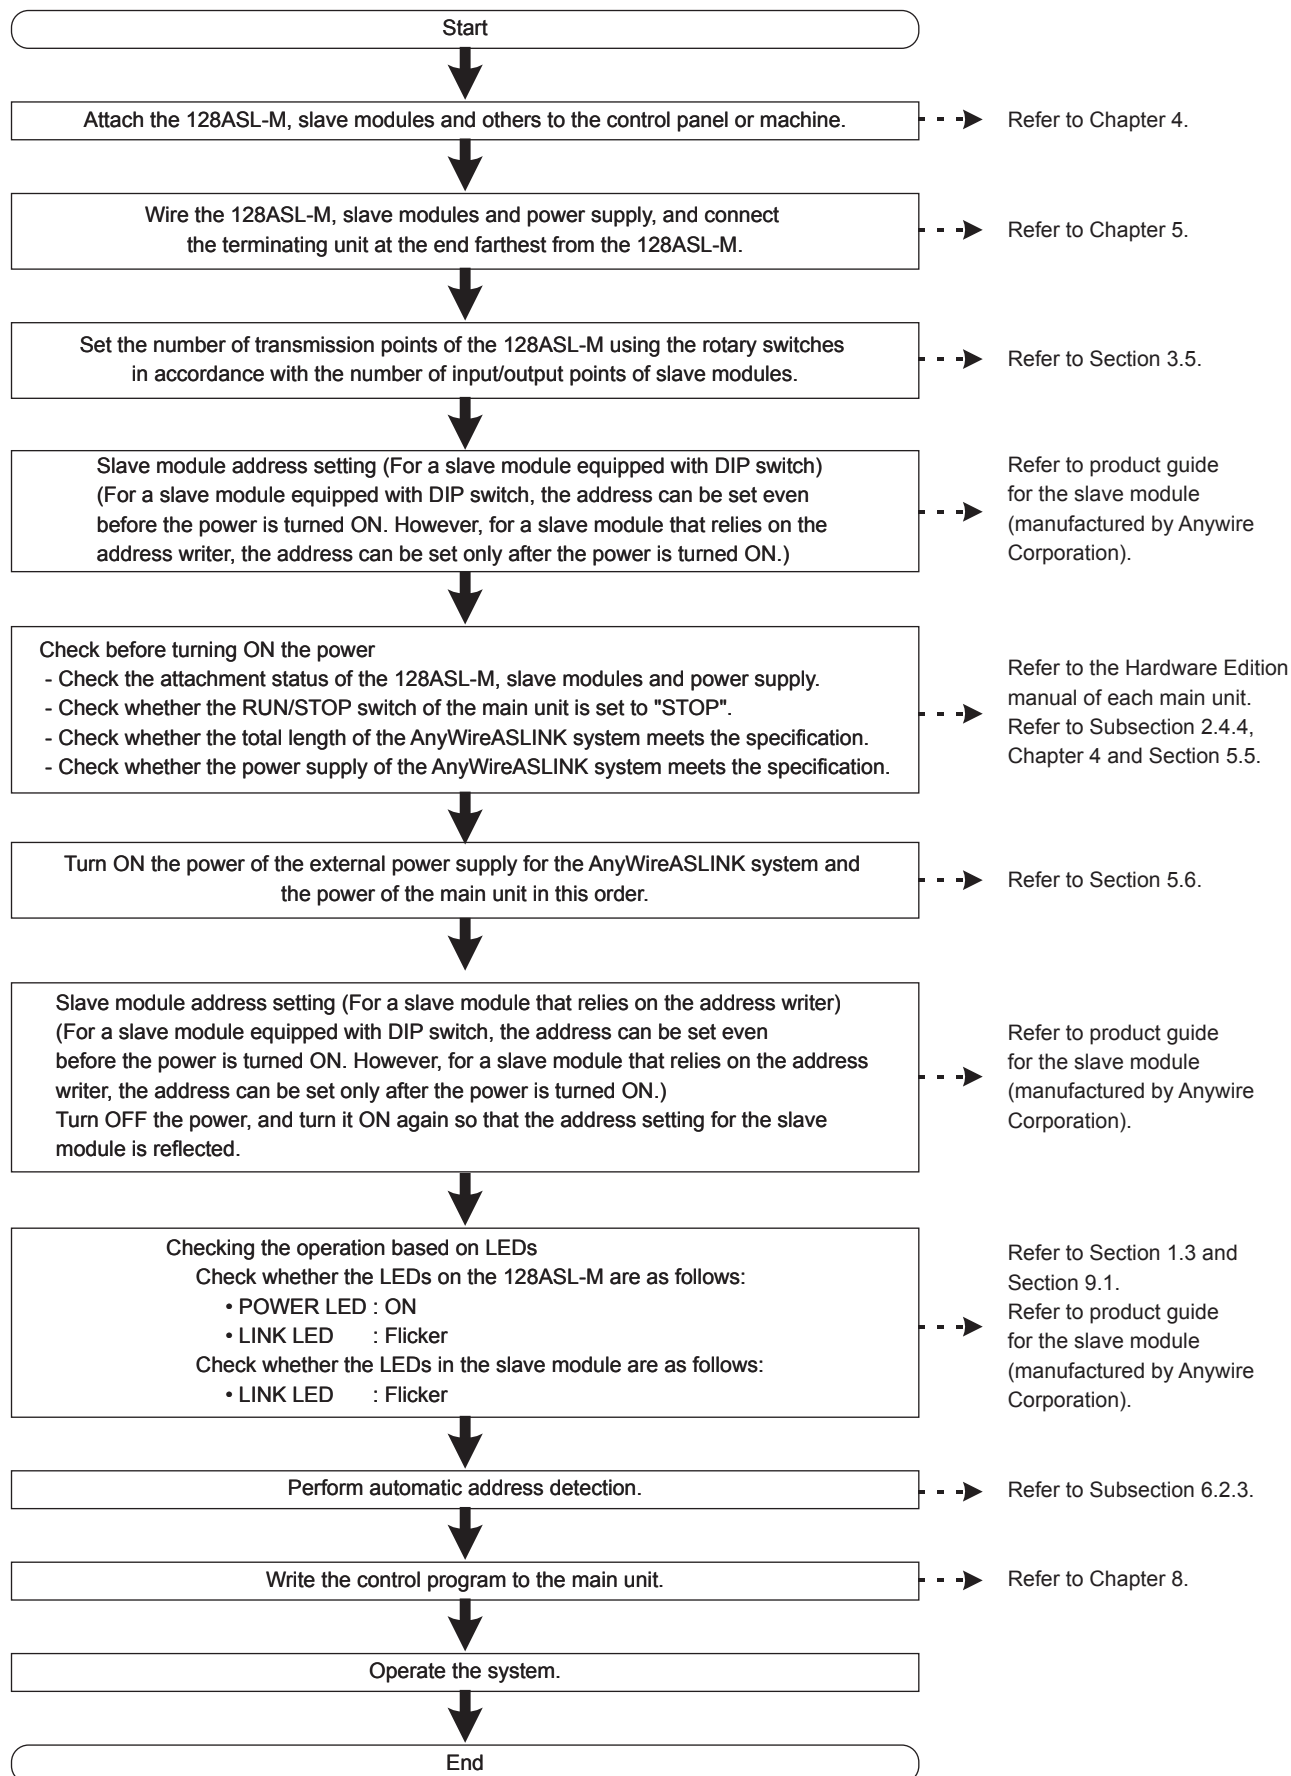 Start
Attach the 128ASL-M, slave modules and others to the control panel or machine.
Refer to Chapter 4.
Wire the 128ASL-M, slave modules and power supply, and connect
the terminating unit at the end farthest from the 128ASL-M.
Refer to Chapter 5.
Set the number of transmission points of the 128ASL-M using the rotary switches
in accordance with the number of input/output points of slave modules.
Refer to Section 3.5.
Slave module address setting (For a slave module equipped with DIP switch)
(For a slave module equipped with DIP switch, the address can be set even
before the power is turned ON. However, for a slave module that relies on the
address writer, the address can be set only after the power is turned ON.)
Refer to product guide
for the slave module
(manufactured by Anywire
Corporation).
Check before turning ON the power
- Check the attachment status of the 128ASL-M, slave modules and power supply.
- Check whether the RUN/STOP switch of the main unit is set to "STOP".
- Check whether the total length of the AnyWireASLINK system meets the specification.
- Check whether the power supply of the AnyWireASLINK system meets the specification.
Refer to the Hardware Edition
manual of each main unit.
Refer to Subsection 2.4.4,
Chapter 4 and Section 5.5.
Turn ON the power of the external power supply for the AnyWireASLINK system and
the power of the main unit in this order.
Refer to Section 5.6.
Slave module address setting (For a slave module that relies on the address writer)
(For a slave module equipped with DIP switch, the address can be set even
before the power is turned ON. However, for a slave module that relies on the address
writer, the address can be set only after the power is turned ON.)
Turn OFF the power, and turn it ON again so that the address setting for the slave
module is reflected.
Refer to product guide
for the slave module
(manufactured by Anywire
Corporation).
Checking the operation based on LEDs
Check whether the LEDs on the 128ASL-M are as follows:
• POWER LED : ON
• LINK LED : Flicker
Check whether the LEDs in the slave module are as follows:
• LINK LED : Flicker
Refer to Section 1.3 and
Section 9.1.
Refer to product guide
for the slave module
(manufactured by Anywire
Corporation).
Perform automatic address detection.
Refer to Subsection 6.2.3.
Write the control program to the main unit.
Refer to Chapter 8.
Operate the system.
End